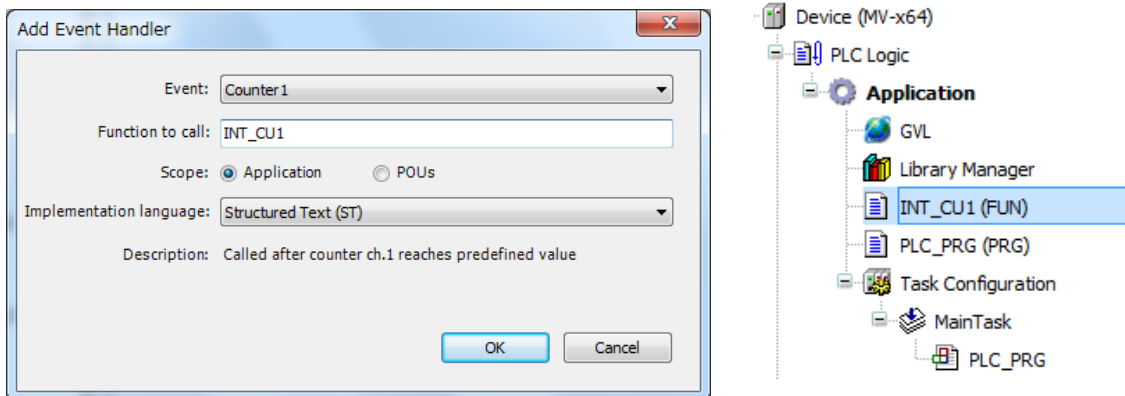 Add Event Handler
Event: Counter1
Function to call: INT_CU1
Scope: Application POUs
Implementation language: Structured Text (ST)
Description: Called after counter ch.1 reaches predefined value
OK Cancel
Device (MV-x64)
PLC Logic
Application
GVL
Library Manager
INT_CU1 (FUN)
PLC_PRG (PRG)
Task Configuration
MainTask
PLC_PRG